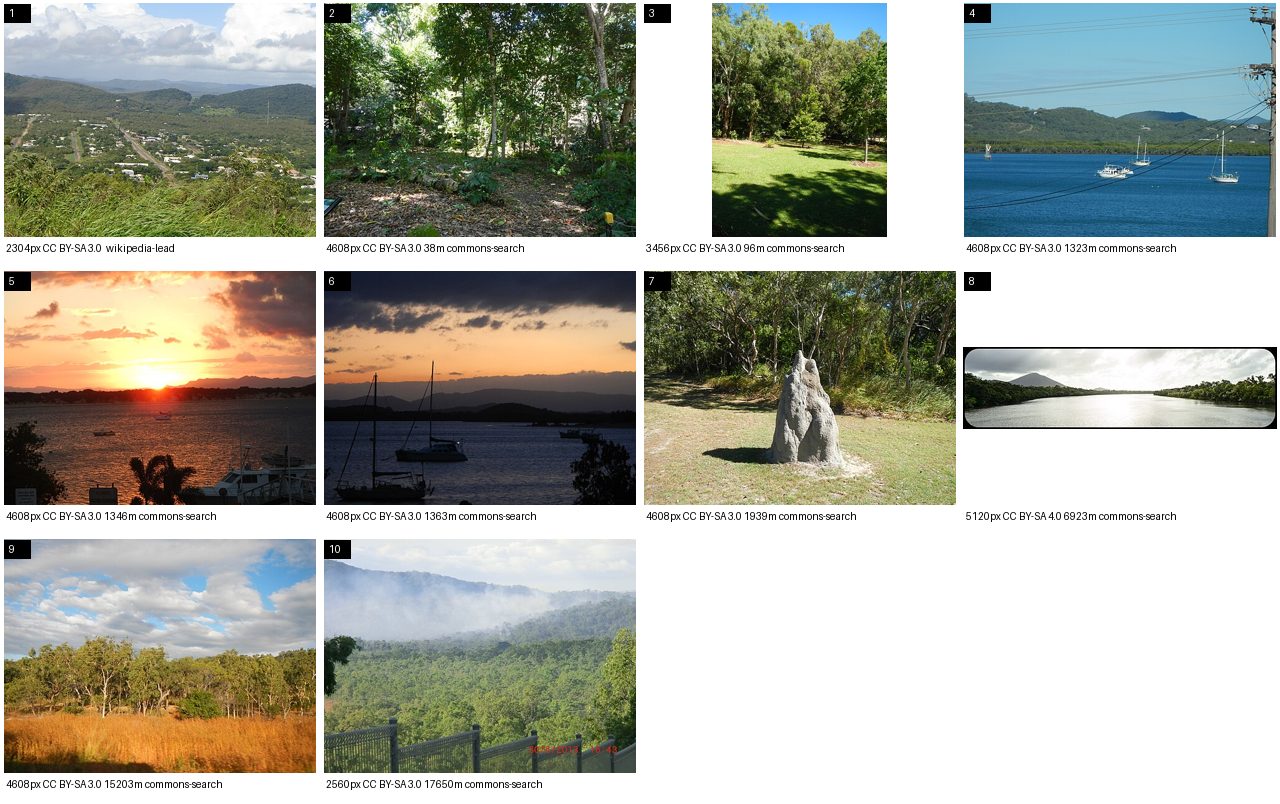 1
2
3
4
2304px CC BY-SA 3.0 wikipedia-lead
4608px CC BY-SA 3.0 38m commons-search
3456px CC BY-SA 3.0 96m commons-search
4608px CC BY-SA 3.0 1323m commons-search
5
6
7
8
4608px CC BY-SA 3.0 1346m commons-search
4608px CC BY-SA 3.0 1363m commons-search
4608px CC BY-SA 3.0 1939m commons-search
5120px CC BY-SA 4.0 6923m commons-search
9
10
4608px CC BY-SA 3.0 15203m commons-search
2560px CC BY-SA 3.0 17650m commons-search